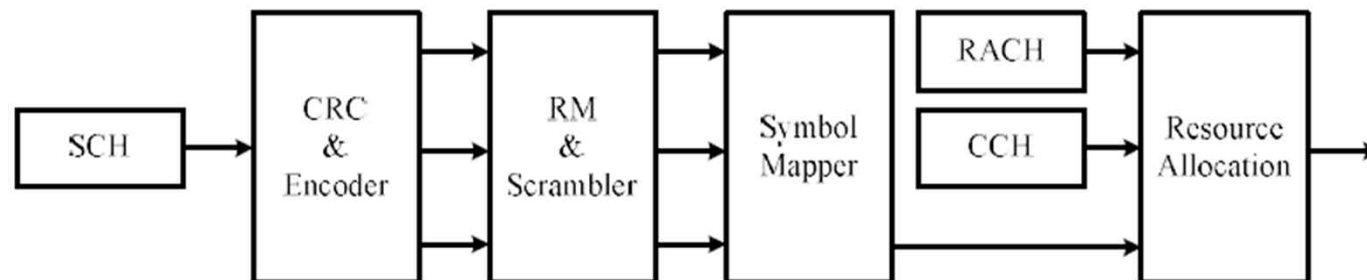 SCH
CRC
&
Encoder
RM
&
Scrambler
Symbol
Mapper
RACH
CCH
Resource
Allocation